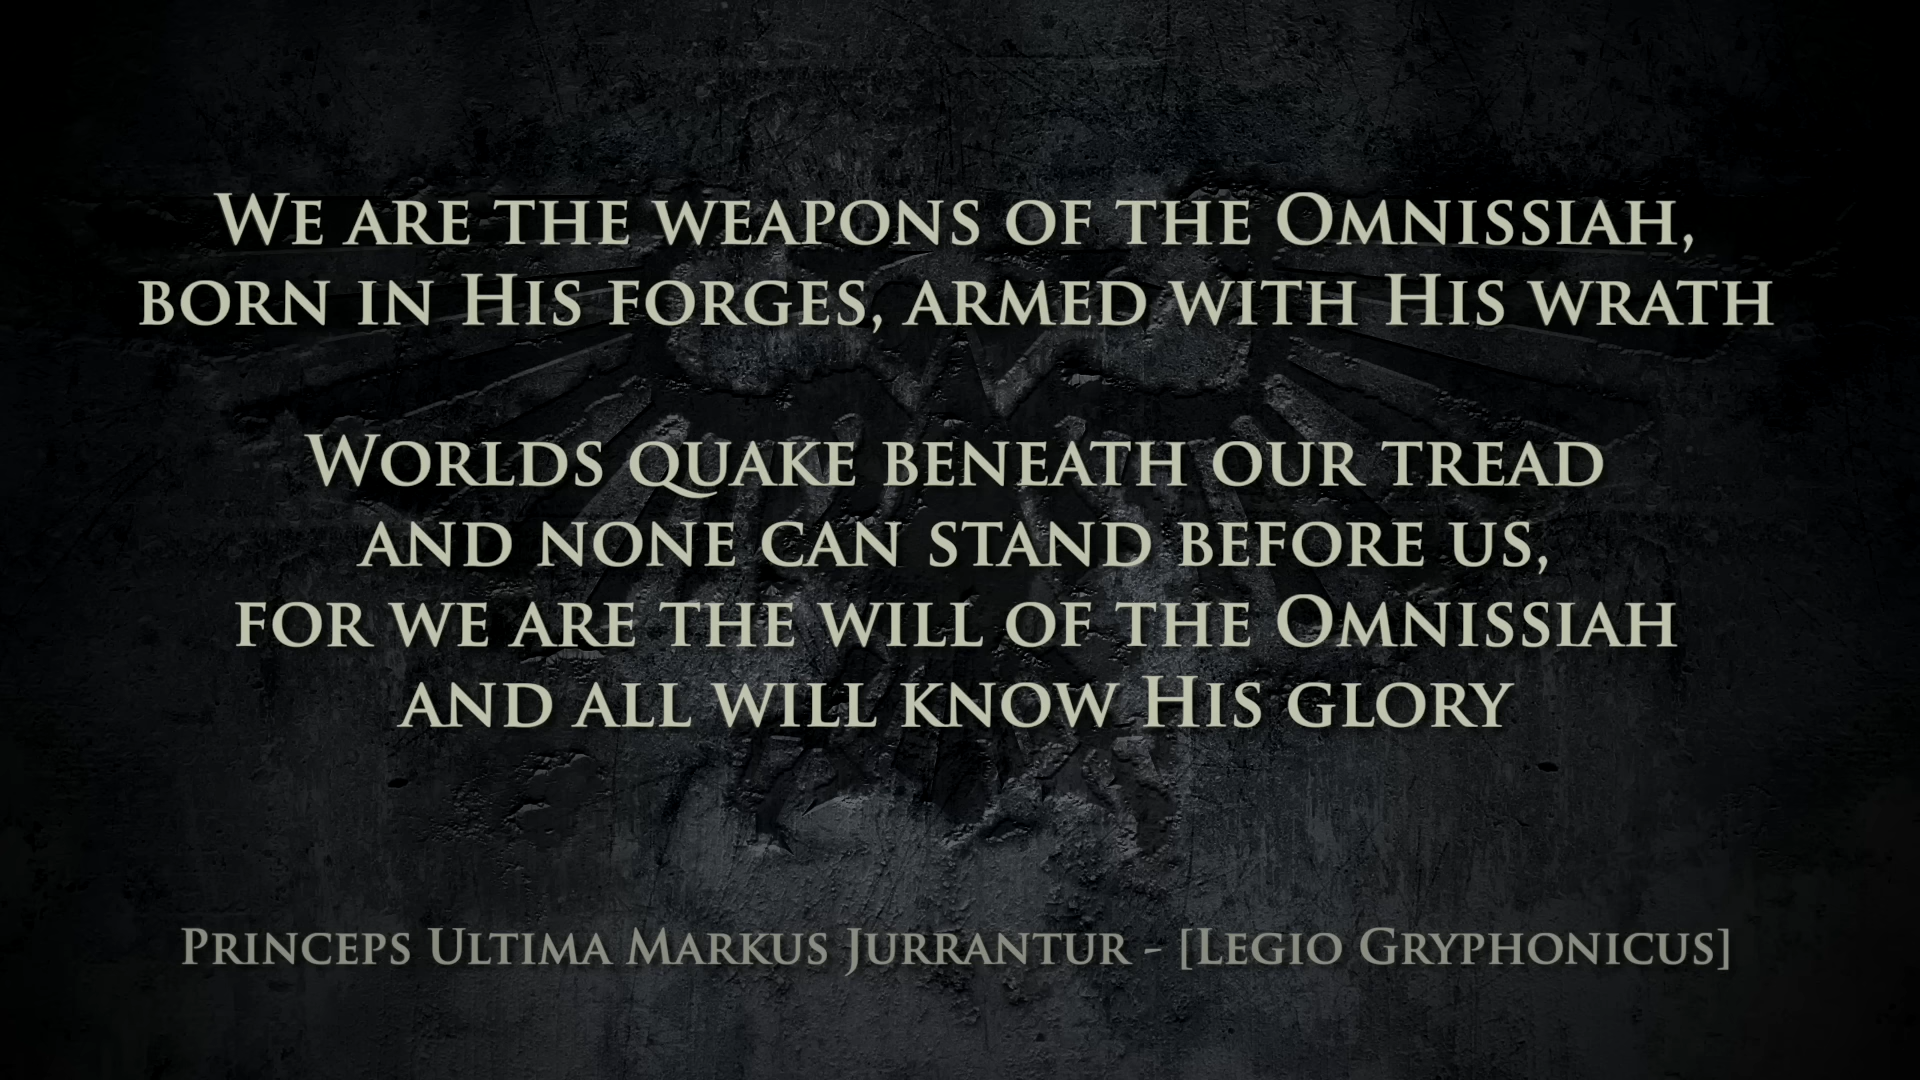 We are the weapons of the Omnissiah,
born in His forges, armed with His wrath
Worlds quake beneath our tread
and none can stand before us,
for we are the will of the Omnissiah
and all will know His glory
Princeps Ultima Markus Jurrantur - [Legio Gryphonicus]